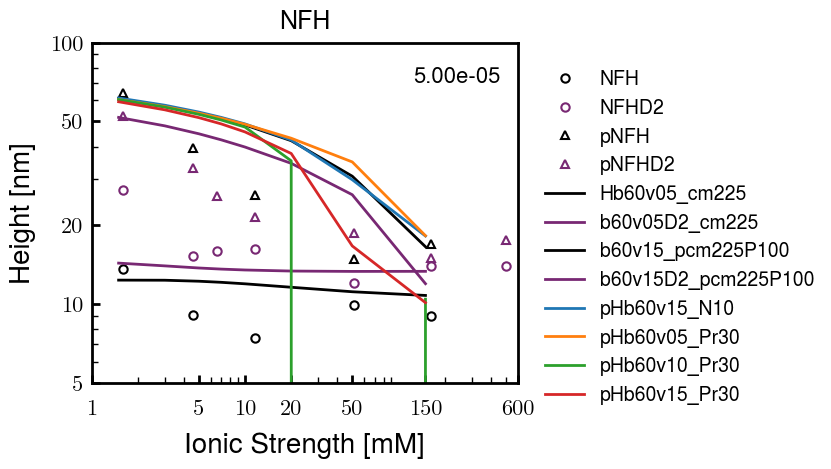 NFH
5.00e-05
100
50
20
10
5
Height [nm]
1
5
10
20
50
150
600
Ionic Strength [mM]
NFH
NFHD2
pNFH
pNFHD2
Hb60v05_cm225
b60v05D2_cm225
b60v15_pcm225P100
b60v15D2_pcm225P100
pHb60v15_N10
pHb60v05_Pr30
pHb60v10_Pr30
pHb60v15_Pr30